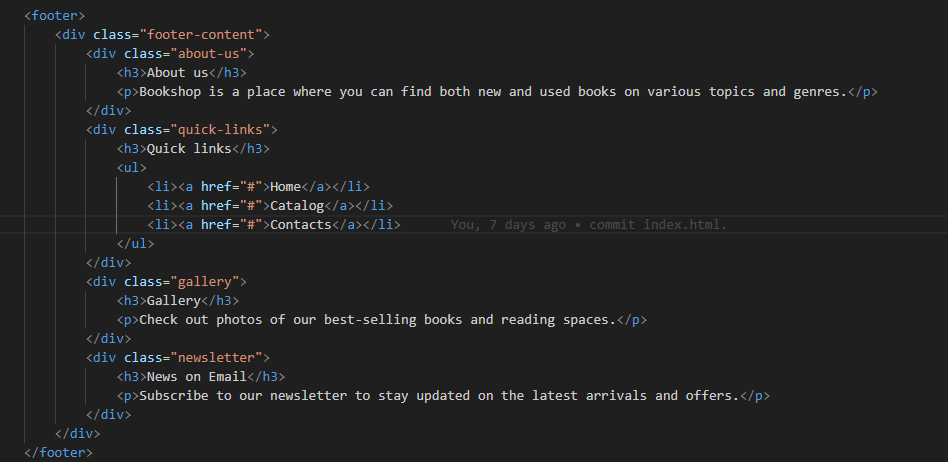 <footer>
<div class="footer-content">
<div class="about-us">
<h3>About us</h3>
<p>Bookshop is a place where you can find both new and used books on various topics and genres.</p>
</div>
<div class="quick-links">
<h3>Quick links</h3>
<ul>
<li><a href="#">Home</a></li>
<li><a href="#">Catalog</a></li>
<li><a href="#">Contacts</a></li> You, 7 days ago • commit index.html.
</ul>
</div>
<div class="gallery">
<h3>Gallery</h3>
<p>Check out photos of our best-selling books and reading spaces.</p>
</div>
<div class="newsletter">
<h3>News on Email</h3>
<p>Subscribe to our newsletter to stay updated on the latest arrivals and offers.</p>
</div>
</div>
</footer>